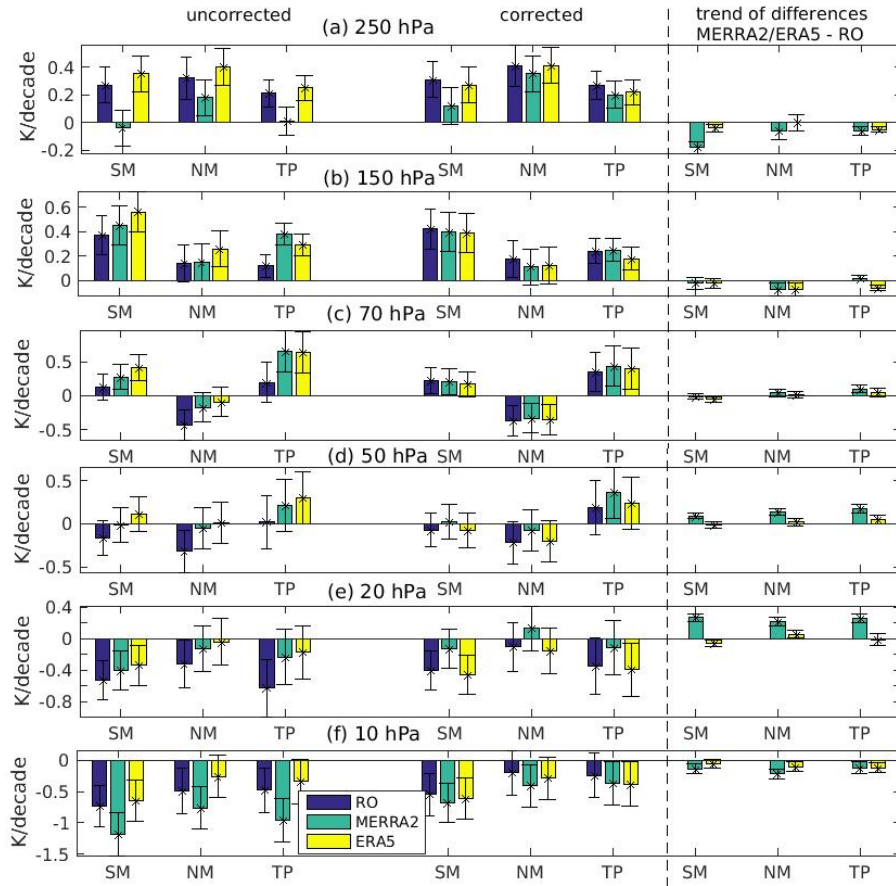 uncorrected corrected trend of differences
MERRA2/ERA5 - RO
(a) 250 hPa
K/decade
0.4
0.2
0
-0.2
SM NM TP SM NM TP SM NM TP
(b) 150 hPa
K/decade
0.6
0.4
0.2
0
SM NM TP SM NM TP SM NM TP
(c) 70 hPa
K/decade
0.5
0
-0.5
SM NM TP SM NM TP SM NM TP
(d) 50 hPa
K/decade
0.5
0
-0.5
SM NM TP SM NM TP SM NM TP
(e) 20 hPa
K/decade
0.4
0
-0.4
-0.8
SM NM TP SM NM TP SM NM TP
(f) 10 hPa
K/decade
0
-0.5
-1
-1.5
RO
MERRA2
ERA5
SM NM TP SM NM TP SM NM TP